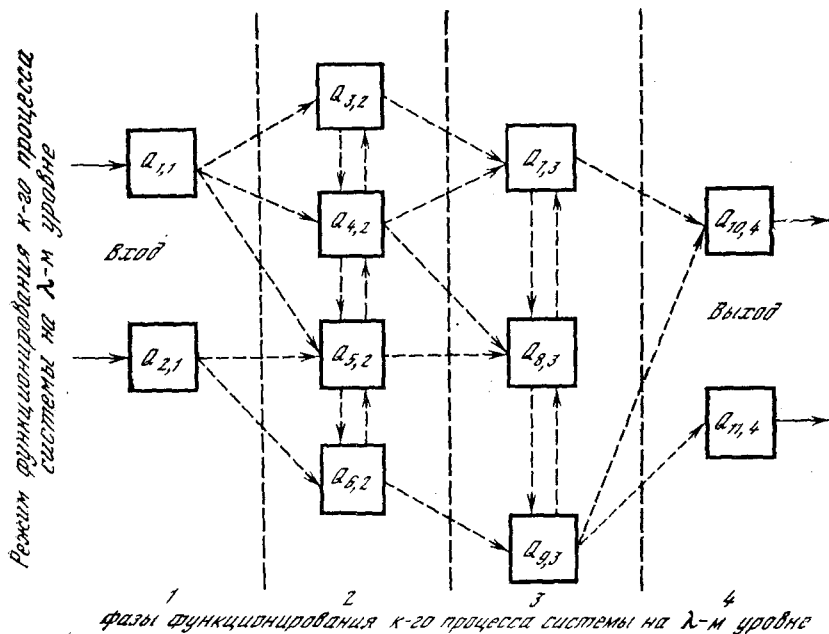 Режим функционирования к-го процесса
системы на λ-м уровне
Q3,2
Q1,1
Q7,3
Q4,2
Q10,4
Вход
Выход
Q2,1
Q5,2
Q8,3
Q11,4
Q6,2
Q9,3
1 2 3 4
фазы функционирования к-го процесса системы на λ-м уровне